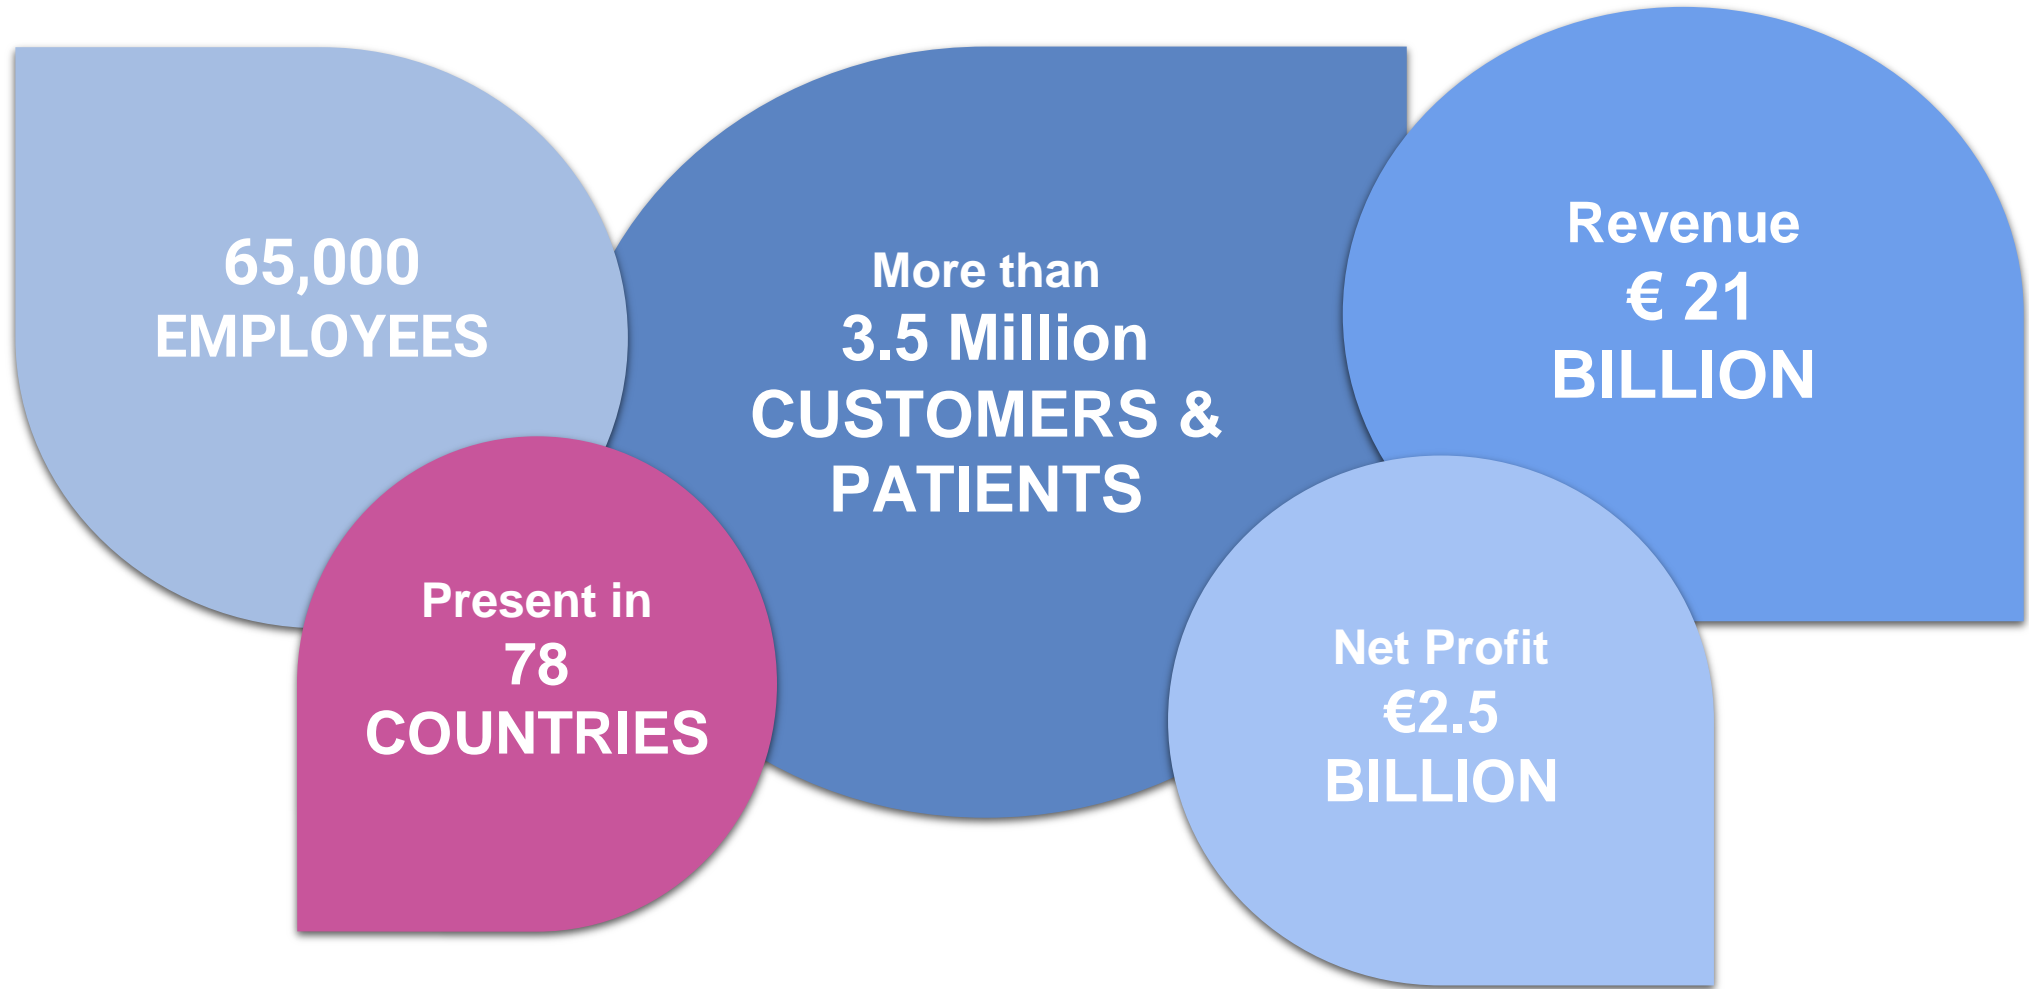 65,000
EMPLOYEES
More than
3.5 Million
CUSTOMERS &
PATIENTS
Revenue
€ 21
BILLION
Present in
78
COUNTRIES
Net Profit
€2.5
BILLION